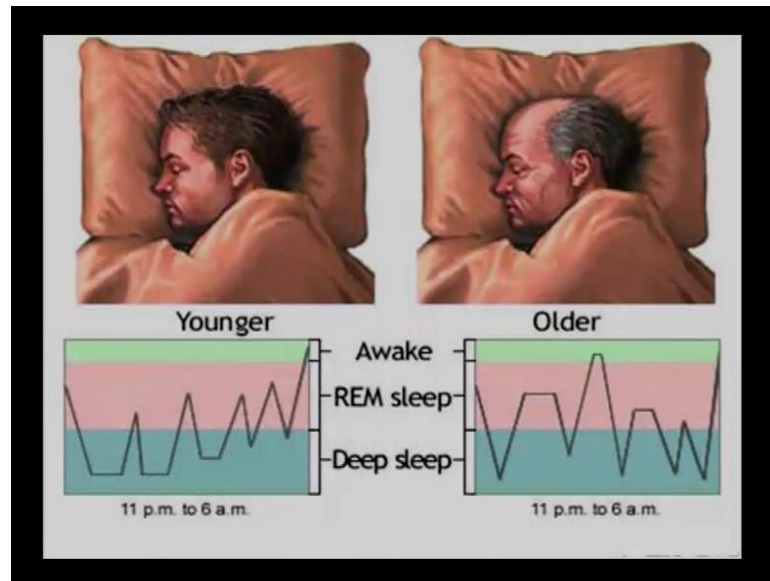 Younger
Older
Awake
REM sleep
Deep sleep
11 p.m. to 6 a.m.
11 p.m. to 6 a.m.